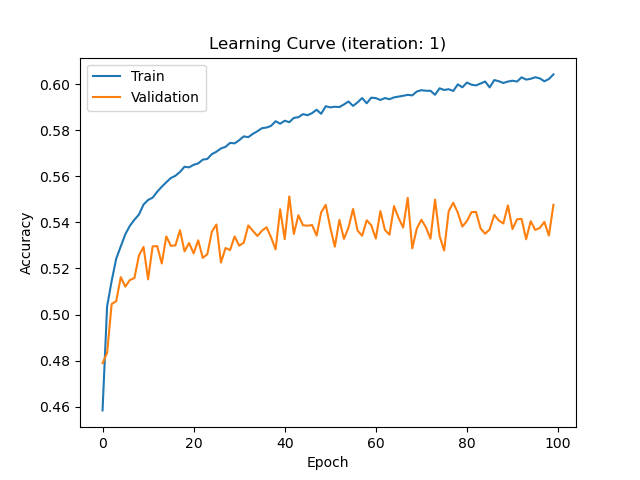 Learning Curve (iteration: 1)
Train
Validation
Accuracy
0.60
0.58
0.56
0.54
0.52
0.50
0.48
0.46
0 20 40 60 80 100
Epoch